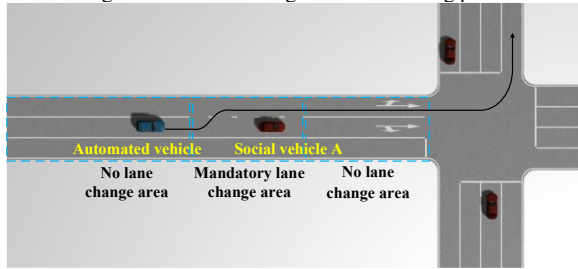 Automated vehicle
Social vehicle A
No lane
change area
Mandatory lane
change area
No lane
change area